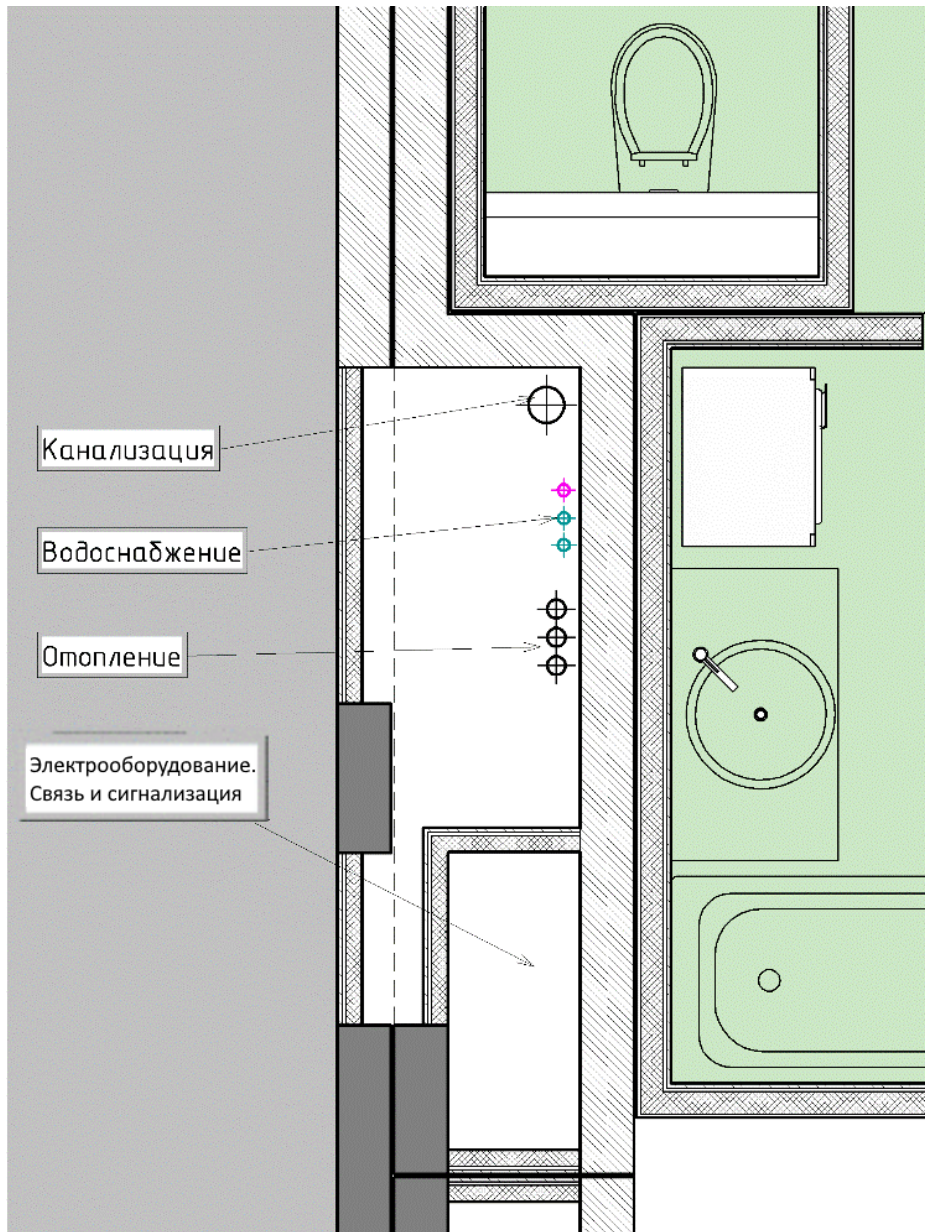 Канализация
Водоснабжение
Отопление
Электрооборудование.
Связь и сигнализация